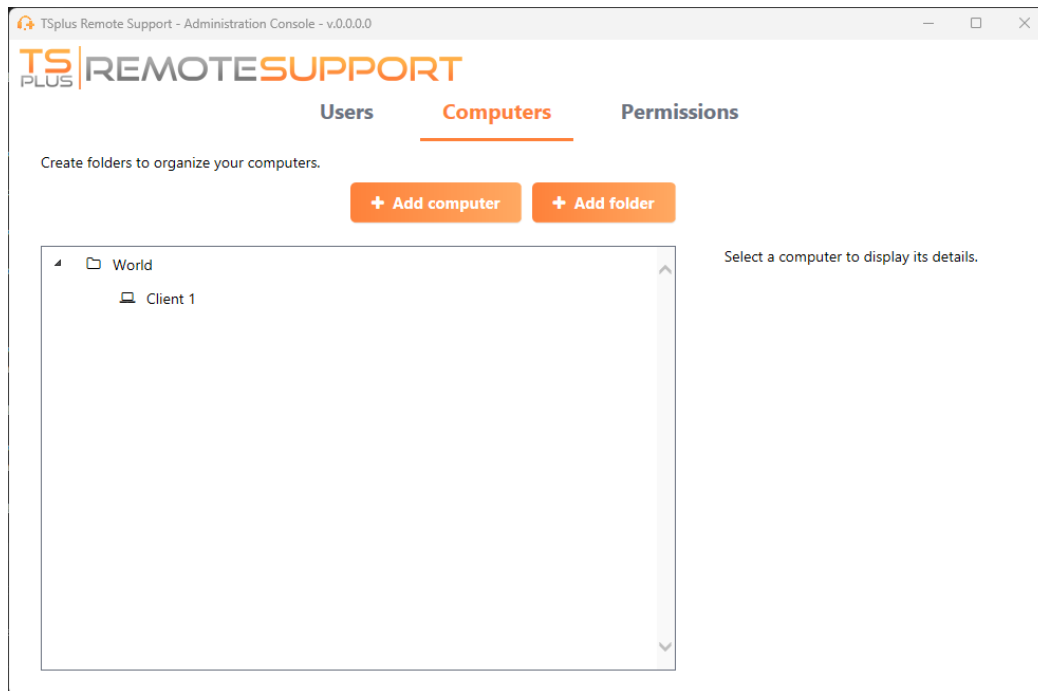 TSplus Remote Support - Administration Console - v.0.0.0.0
TS PLUS REMOTESUPPORT
Users Computers Permissions
Create folders to organize your computers.
+ Add computer + Add folder
World
Client 1
Select a computer to display its details.